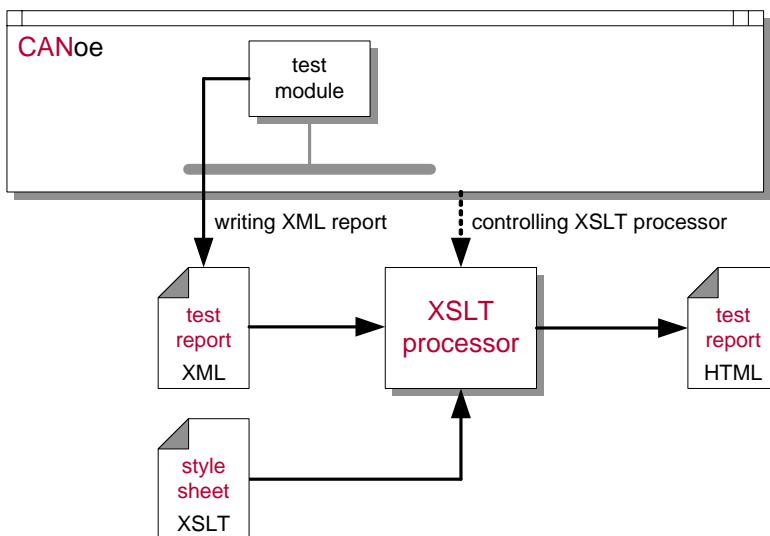 CANoe
test
module
writing XML report
controlling XSLT processor
test
report
XML
XSLT
processor
test
report
HTML
style
sheet
XSLT